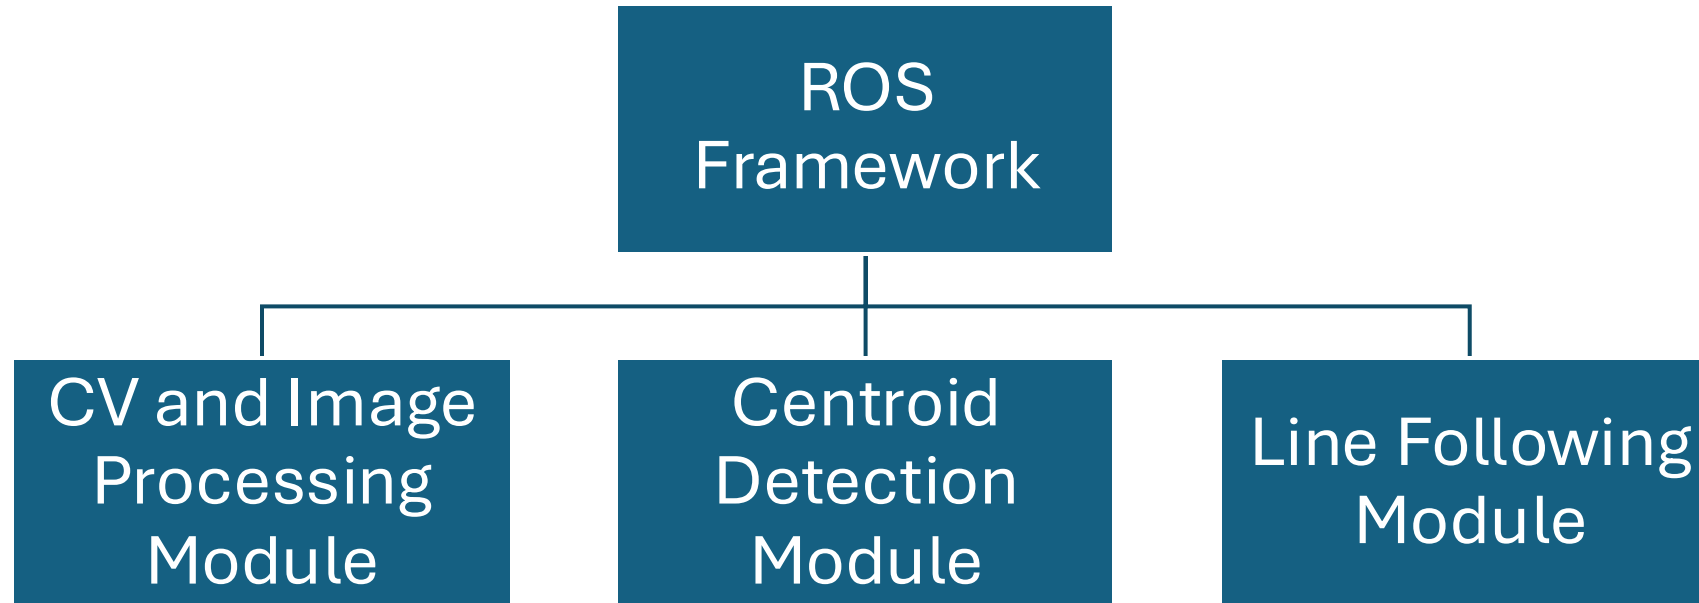 ROS
Framework
CV and Image
Processing
Module
Centroid
Detection
Module
Line Following
Module